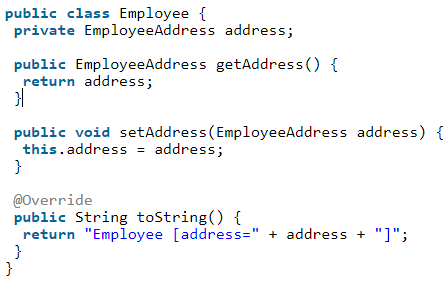 public class Employee {
 private EmployeeAddress address;

 public EmployeeAddress getAddress() {
  return address;
 }

 public void setAddress(EmployeeAddress address) {
  this.address = address;
 }

 @Override
 public String toString() {
  return "Employee [address=" + address + "]";
 }
}